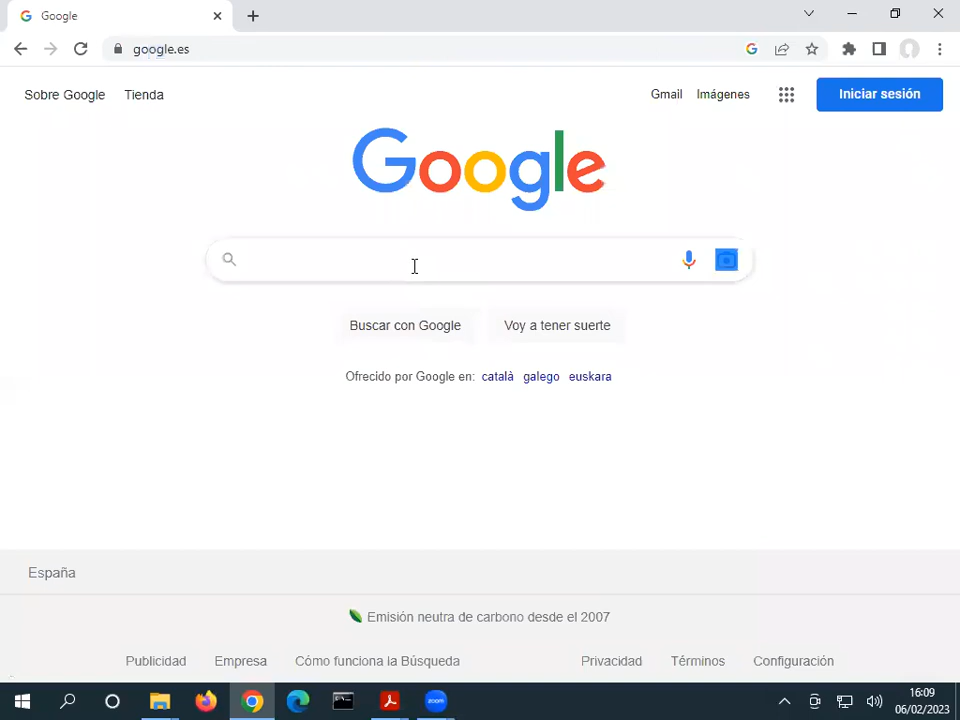 Google
google.es
Sobre Google Tienda Gmail Imágenes Iniciar sesión
Google
Buscar con Google Voy a tener suerte
Ofrecido por Google en: català galego euskara
España
Emisión neutra de carbono desde el 2007
Publicidad Empresa Cómo funciona la Búsqueda Privacidad Términos Configuración
zoom
16:09
06/02/2023